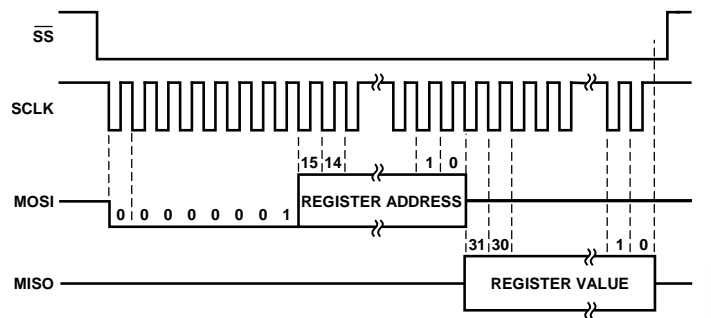 SS
SCLK
15 14 1 0
MOSI REGISTER ADDRESS
0 0 0 0 0 0 0 1
31 30 1 0
MISO REGISTER VALUE